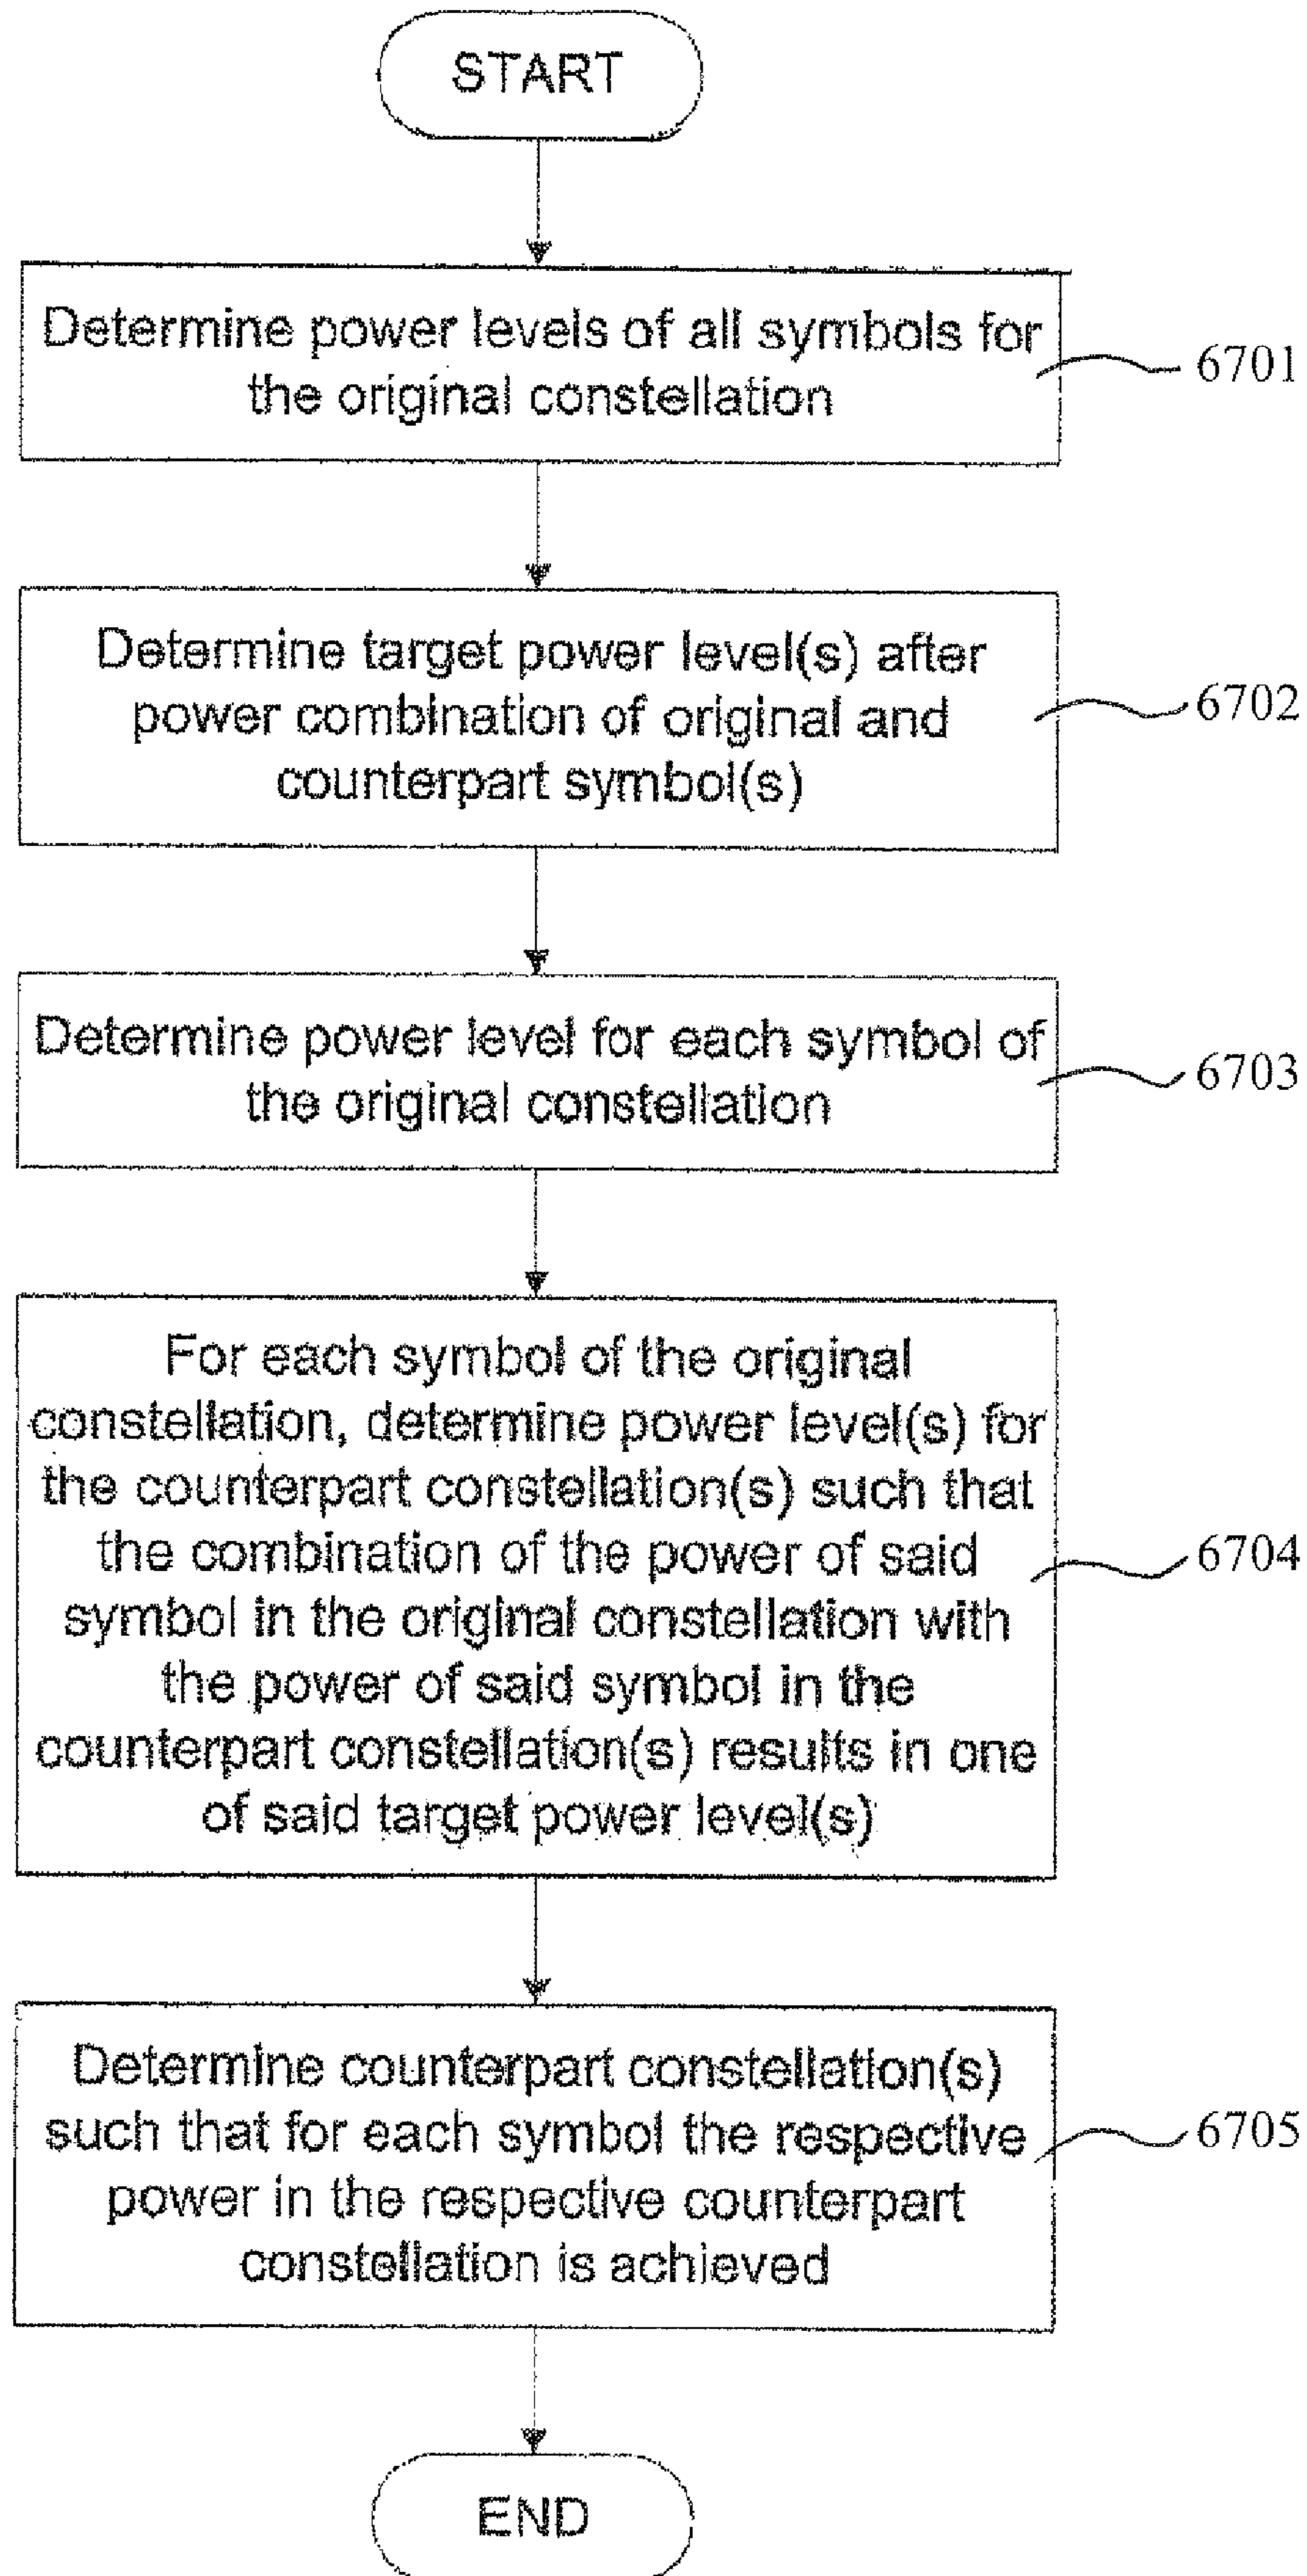 START
Determine power levels of all symbols for
the original constellation
6701
Determine target power level(s) after
power combination of original and
counterpart symbol(s)
6702
Determine power level for each symbol of
the original constellation
6703
For each symbol of the original
constellation, determine power level(s) for
the counterpart constellation(s) such that
the combination of the power of said
symbol in the original constellation with
the power of said symbol in the
counterpart constellation(s) results in one
of said target power level(s)
6704
Determine counterpart constellation(s)
such that for each symbol the respective
power in the respective counterpart
constellation is achieved
6705
END